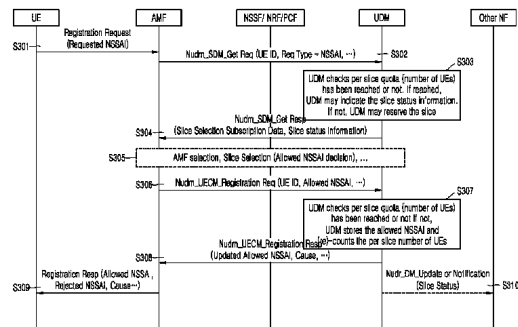 UE
AMF
NSSF/ NRF/PCF
UDM
Other NF
S301
Registration Request
(Requested NSSAI)
Nudm_SDM_Get Req (UE ID, Req Type = NSSAI, ···)
S302
S303
UDM checks per slice quota (number of UEs)
has been reached or not. If reached,
UDM may indicate the slice status information.
If not, UDM may reserve the slice
Nudm_SDM_Get Resp
S304
(Slice Selection Subscription Data, Slice status information)
S305
AMF selection, Slice Selection (Allowed NSSAI decision), ...
S306
Nudm_UECM_Registration Req (UE ID, Allowed NSSAI, ···)
S307
UDM checks per slice quota (number of UEs)
has been reached or not if not,
UDM stores the allowed NSSAI and
(re)-counts the per slice number of UEs
Nudm_UECM_Registration Resp
S308
(Updated Allowed NSSAI, Cause, ···)
Registration Resp (Allowed NSSA ,
Rejected NSSAI, Cause···)
S309
Nudr_DM_Update or Notification
(Slice Status)
S310